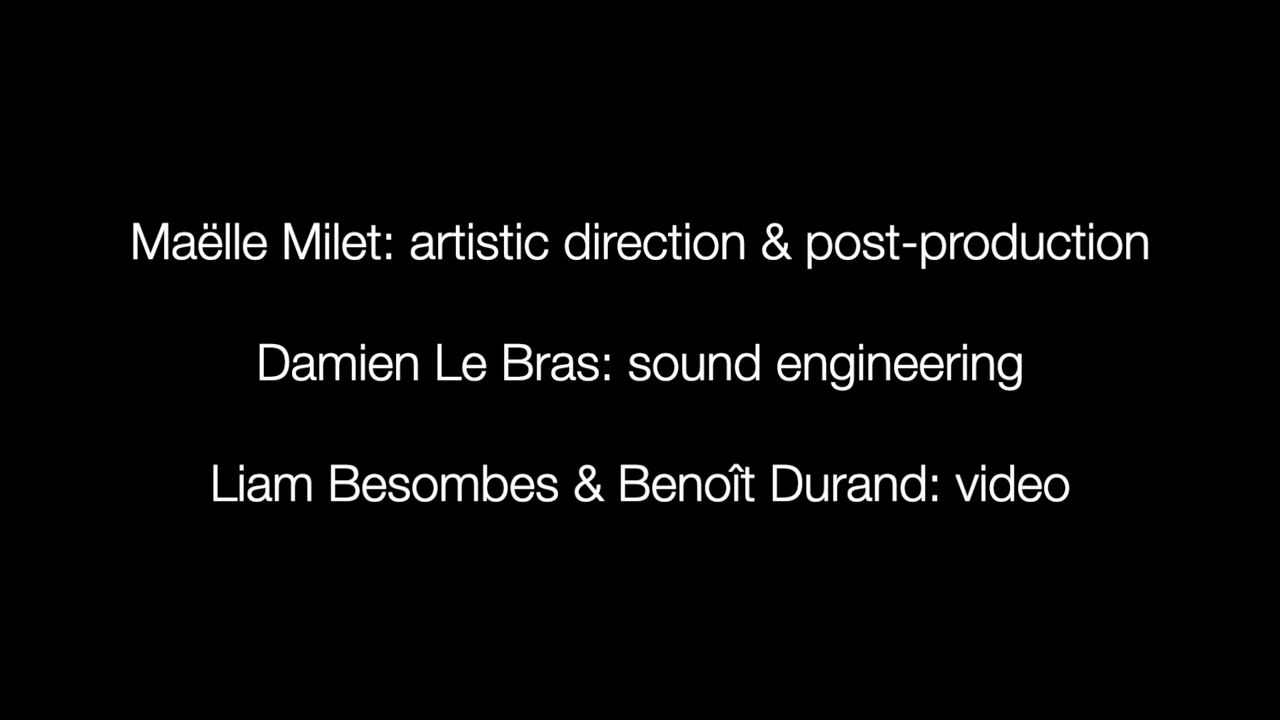 Maëlle Milet: artistic direction & post-production
Damien Le Bras: sound engineering
Liam Besombes & Benoît Durand: video